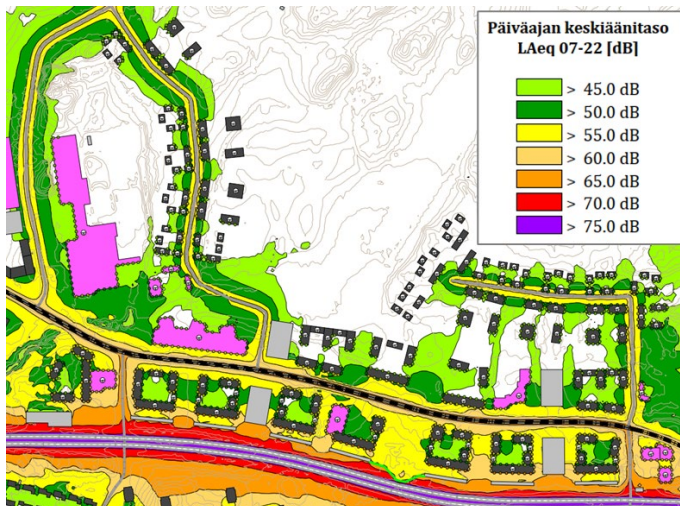 Päiväajan keskiäänitaso
LAeq 07-22 [dB]
> 45.0 dB
> 50.0 dB
> 55.0 dB
> 60.0 dB
> 65.0 dB
> 70.0 dB
> 75.0 dB